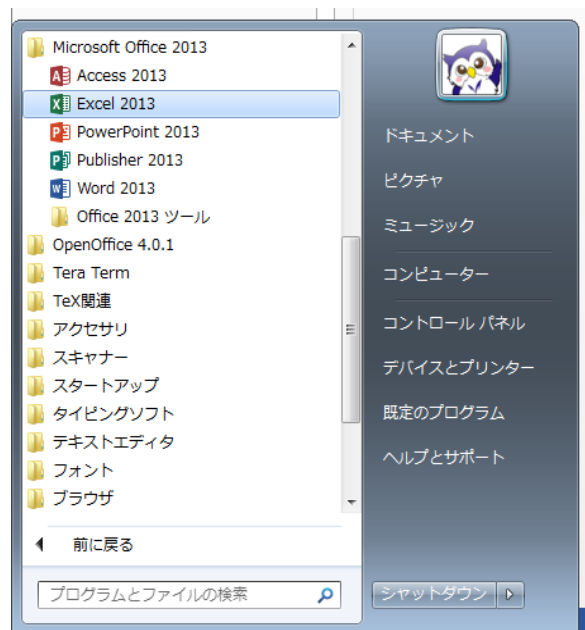 Microsoft Office 2013
Access 2013
Excel 2013
PowerPoint 2013
Publisher 2013
Word 2013
Office 2013 ツール
OpenOffice 4.0.1
Tera Term
TeX関連
アクセサリ
スキャナー
スタートアップ
タイピングソフト
テキストエディタ
フォント
ブラウザ
前に戻る
プログラムとファイルの検索
ドキュメント
ピクチャ
ミュージック
コンピューター
コントロール パネル
デバイスとプリンター
既定のプログラム
ヘルプとサポート
シャットダウン